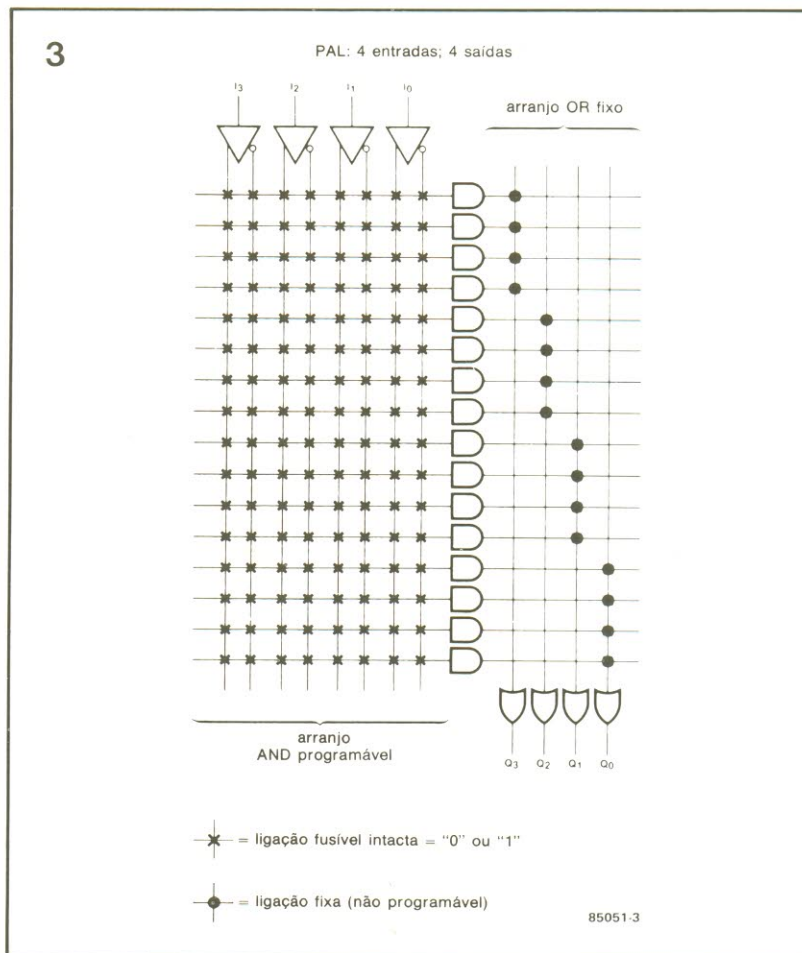 3
PAL: 4 entradas; 4 saídas
I3 I2 I1 I0
arranjo OR fixo
arranjo
AND programável
Q3 Q2 Q1 Q0
= ligação fusível intacta = "0" ou "1"
= ligação fixa (não programável)
85051-3